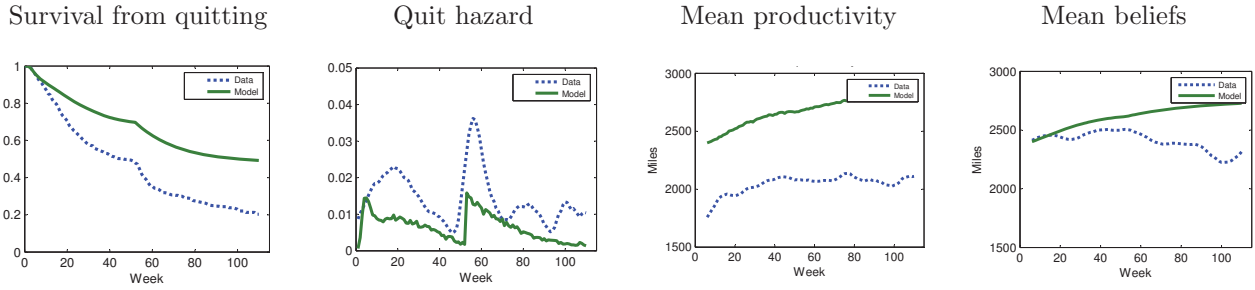 Survival from quitting
Quit hazard
Mean productivity
Mean beliefs
1
0.8
0.6
0.4
0.2
0
0 20 40 60 80 100
Week
Data
Model
0.05
0.04
0.03
0.02
0.01
0
0 20 40 60 80 100
Week
Data
Model
3000
2500
2000
1500
Miles
0 20 40 60 80 100
Week
Data
Model
3000
2500
2000
1500
Miles
0 20 40 60 80 100
Week
Data
Model